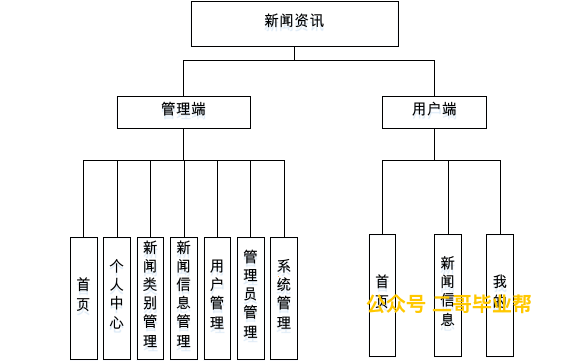 新闻资讯
管理端
用户端
首页
个人中心
新闻类别管理
新闻信息管理
用户管理
管理员管理
系统管理
首页
新闻信息
我的
公众号 二哥毕业帮